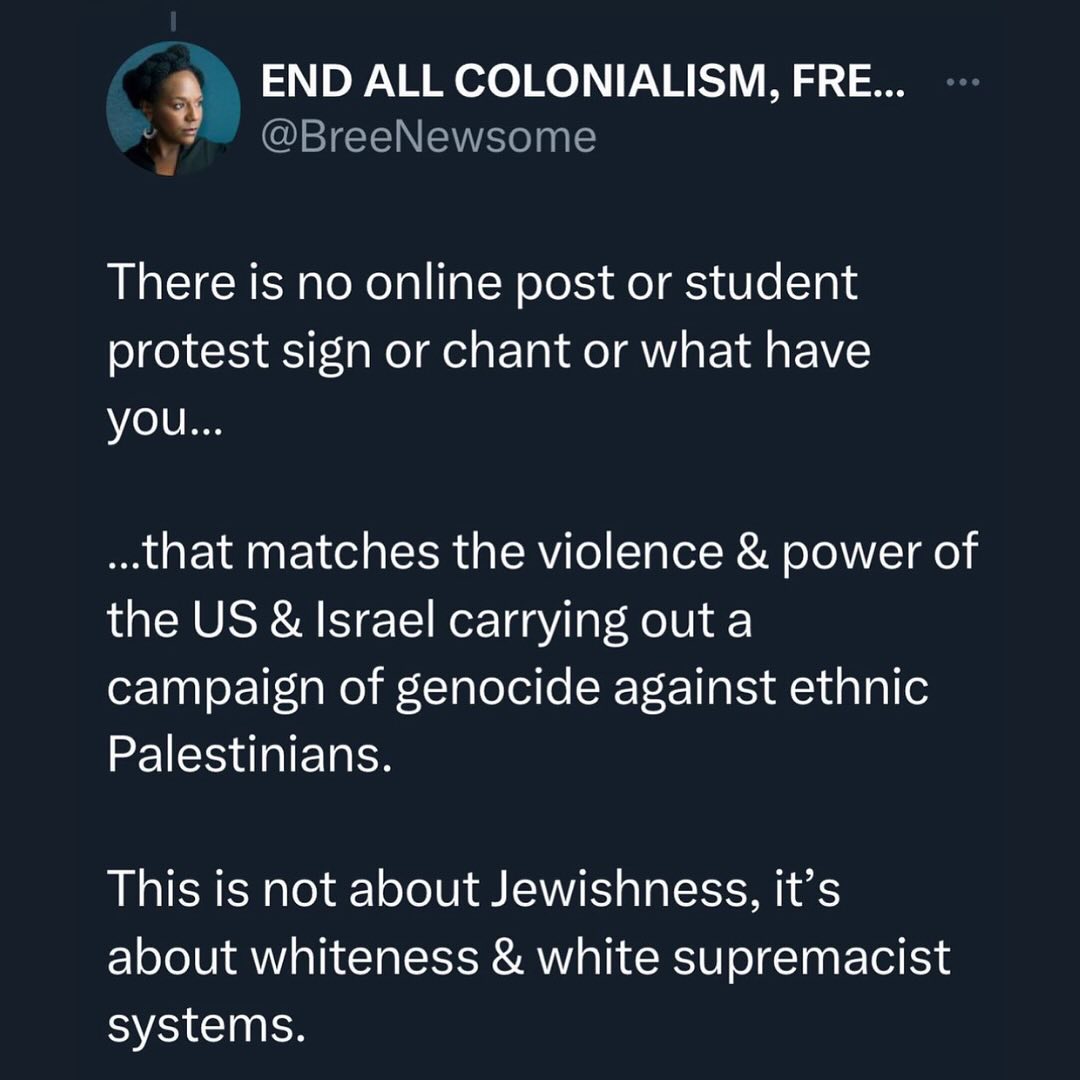 END ALL COLONIALISM, FRE...
@BreeNewsome
There is no online post or student
protest sign or chant or what have
you...
...that matches the violence & power of
the US & Israel carrying out a
campaign of genocide against ethnic
Palestinians.
This is not about Jewishness, it’s
about whiteness & white supremacist
systems.